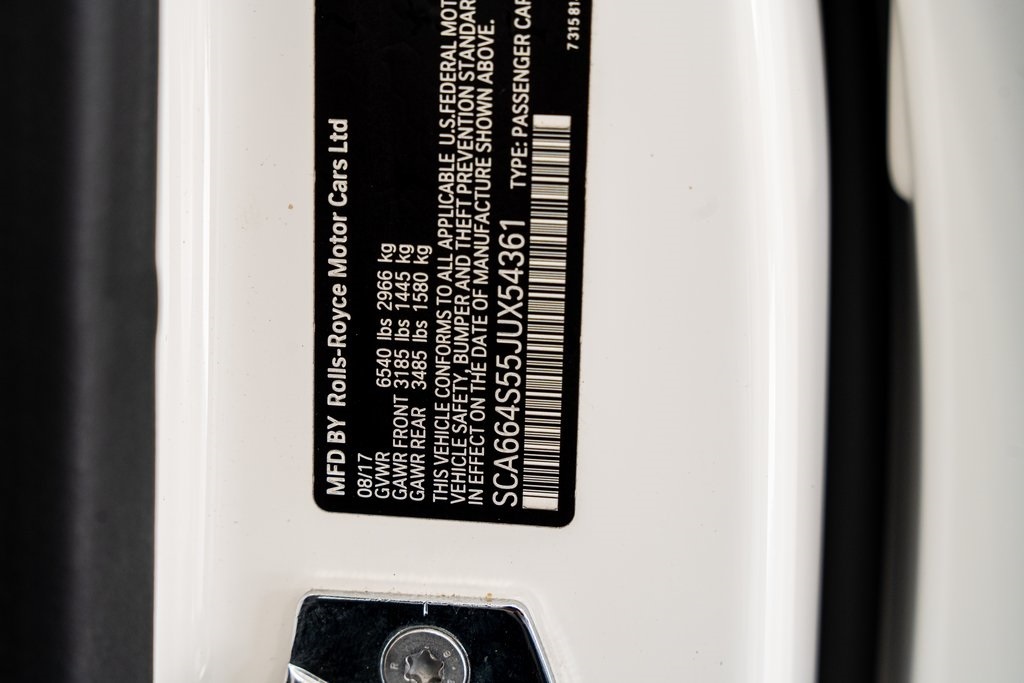 MFD BY Rolls-Royce Motor Cars Ltd
08/17
GVWR 6540 lbs 2966 kg
GAWR FRONT 3185 lbs 1445 kg
GAWR REAR 3485 lbs 1580 kg
THIS VEHICLE CONFORMS TO ALL APPLICABLE U.S.FEDERAL MOT
VEHICLE SAFETY, BUMPER AND THEFT PREVENTION STANDAR
IN EFFECT ON THE DATE OF MANUFACTURE SHOWN ABOVE.
SCA664S55JUX54361 TYPE: PASSENGER CAR
73158